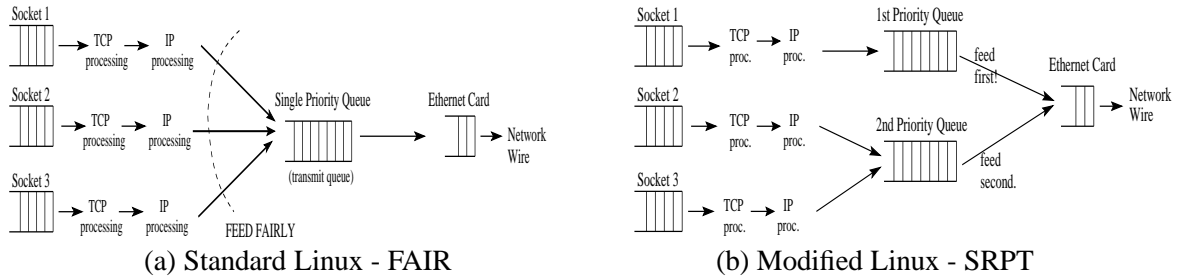 Socket 1
TCP
processing
IP
processing
Socket 2
TCP
processing
IP
processing
Single Priority Queue
(transmit queue)
Ethernet Card
Network
Wire
Socket 3
TCP
processing
IP
processing
FEED FAIRLY
(a) Standard Linux - FAIR
Socket 1
TCP
proc.
IP
proc.
1st Priority Queue
feed
first!
Ethernet Card
Network
Wire
Socket 2
TCP
proc.
IP
proc.
2nd Priority Queue
feed
second.
Socket 3
TCP
proc.
IP
proc.
(b) Modified Linux - SRPT